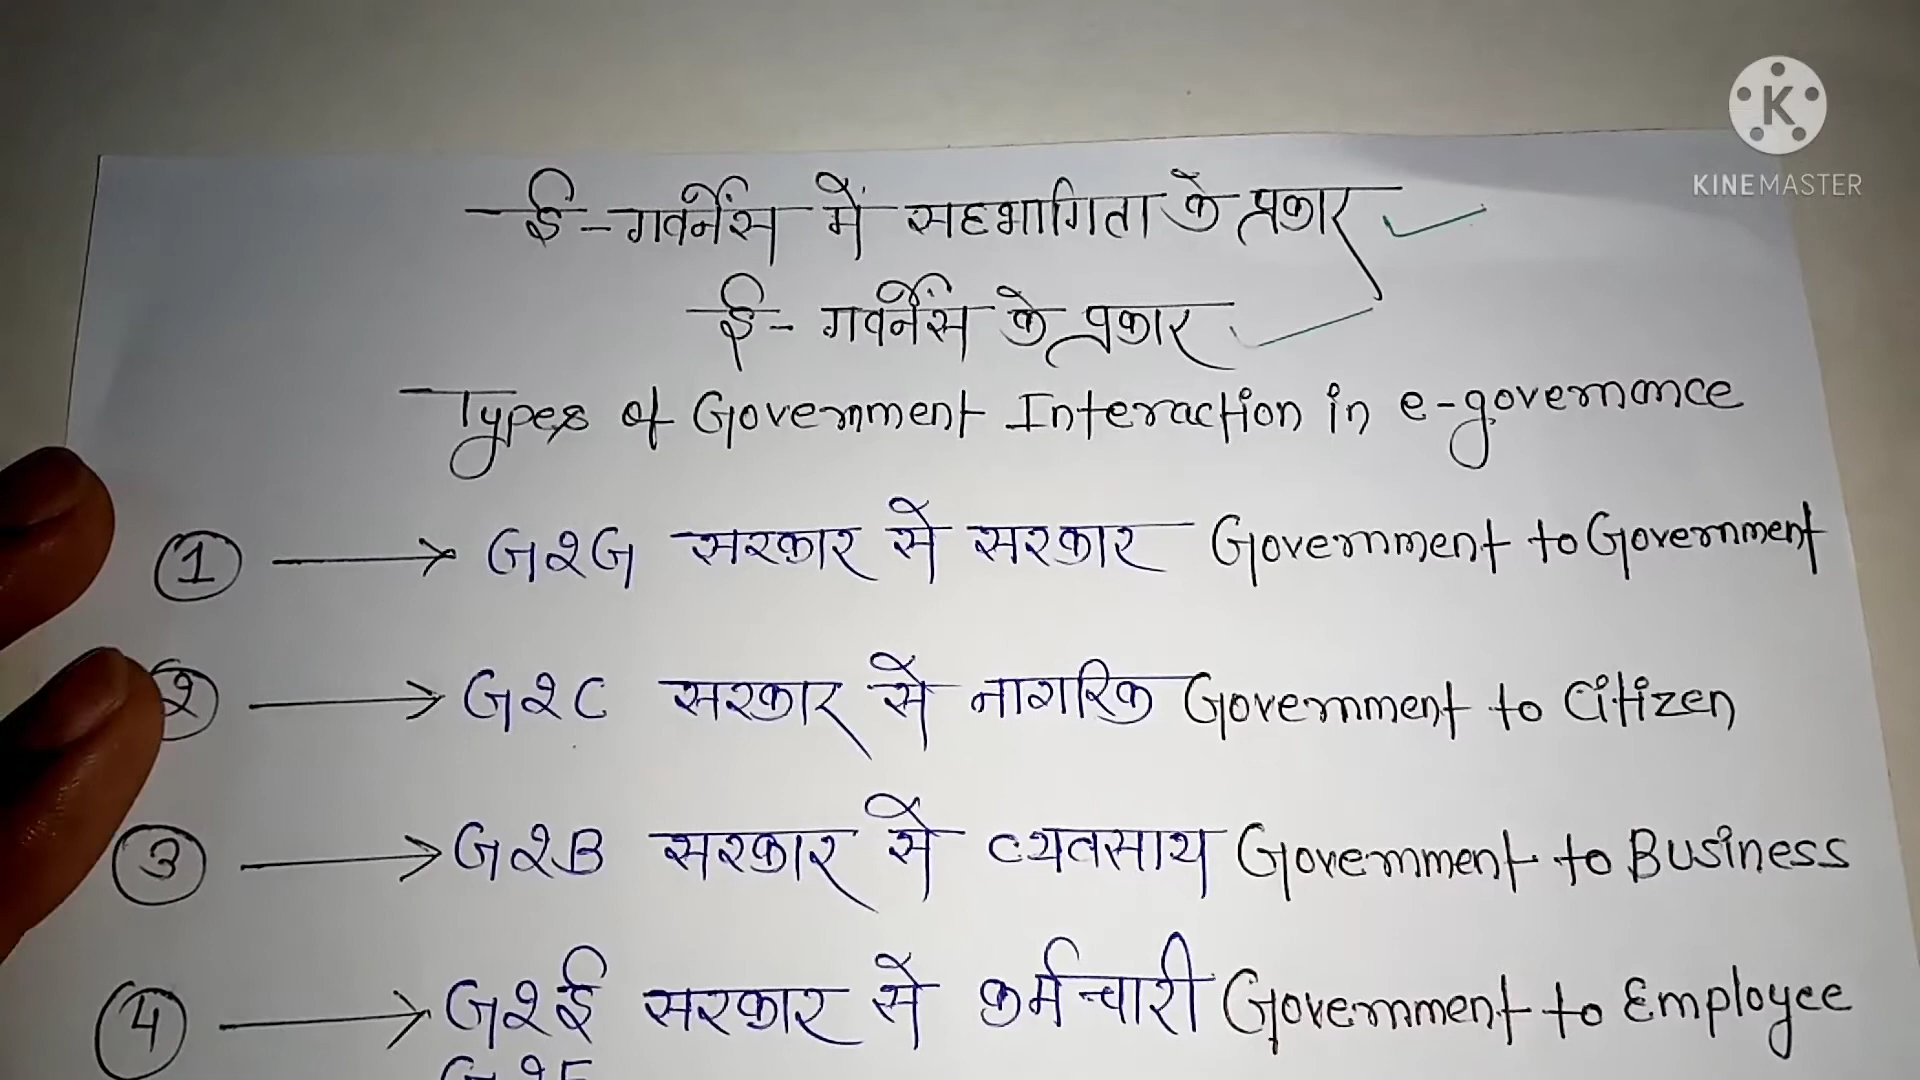 K
KINEMASTER
ई-गवर्नेंस में सहभागिता के प्रकार
ई- गवर्नेंस के प्रकार
Types of Government Interaction in e-governance
1 → G2G सरकार से सरकार Government to Government
2 → G2C सरकार से नागरिक Government to Citizen
3 → G2B सरकार से व्यवसाय Government to Business
4 → G2ई सरकार से कर्मचारी Government to Employee
G2E